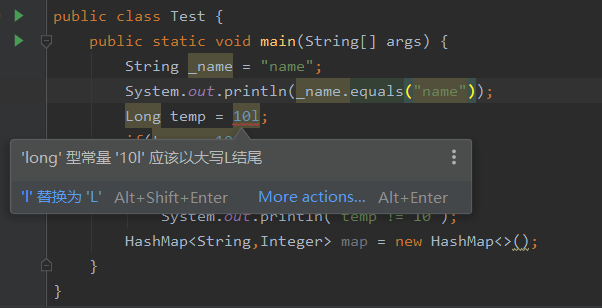 public class Test {
public static void main(String[] args) {
String _name = "name";
System.out.println(_name.equals("name"));
Long temp = 10l;
'long' 型常量 '10l' 应该以大写L结尾
'l' 替换为 'L' Alt+Shift+Enter More actions... Alt+Enter
System.out.println("temp != 10");
HashMap<String,Integer> map = new HashMap<>();
}
}